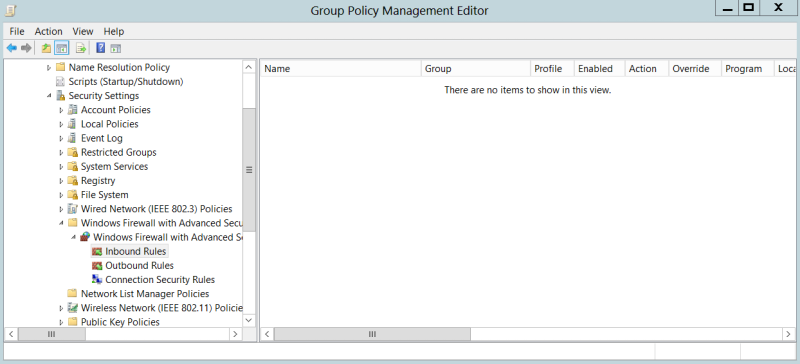 Group Policy Management Editor
File Action View Help
Name Resolution Policy
Scripts (Startup/Shutdown)
Security Settings
Account Policies
Local Policies
Event Log
Restricted Groups
System Services
Registry
File System
Wired Network (IEEE 802.3) Policies
Windows Firewall with Advanced Secu
Windows Firewall with Advanced S
Inbound Rules
Outbound Rules
Connection Security Rules
Network List Manager Policies
Wireless Network (IEEE 802.11) Policie
Public Key Policies
Name Group Profile Enabled Action Override Program Loca
There are no items to show in this view.